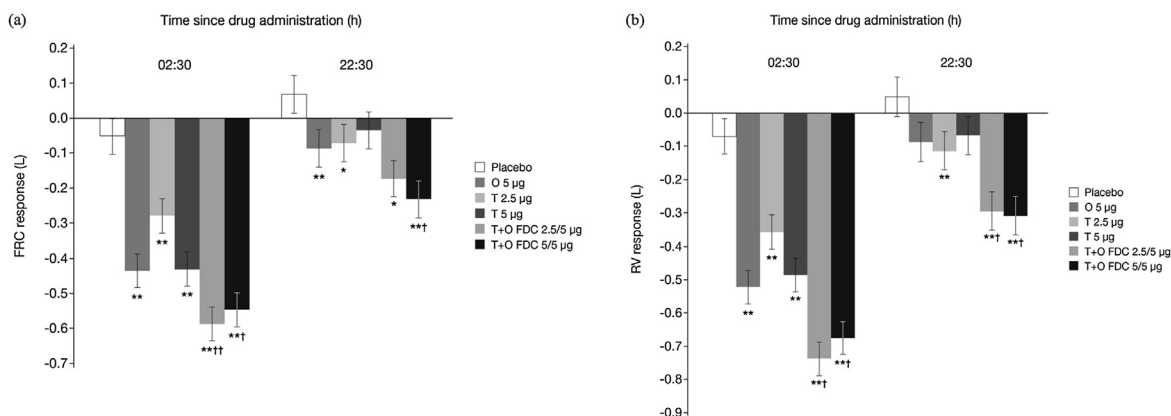 (a)
Time since drug administration (h)
0.2
0.1
0.0
-0.1
-0.2
-0.3
-0.4
-0.5
-0.6
-0.7
FRC response (L)
02:30
22:30
**
**
**
**††
**†
**
*
*
**†
Placebo
O 5 µg
T 2.5 µg
T 5 µg
T+O FDC 2.5/5 µg
T+O FDC 5/5 µg
(b)
Time since drug administration (h)
0.2
0.1
0.0
-0.1
-0.2
-0.3
-0.4
-0.5
-0.6
-0.7
-0.8
-0.9
RV response (L)
02:30
22:30
**
**
**
**†
**†
**
**†
**†
Placebo
O 5 µg
T 2.5 µg
T 5 µg
T+O FDC 2.5/5 µg
T+O FDC 5/5 µg